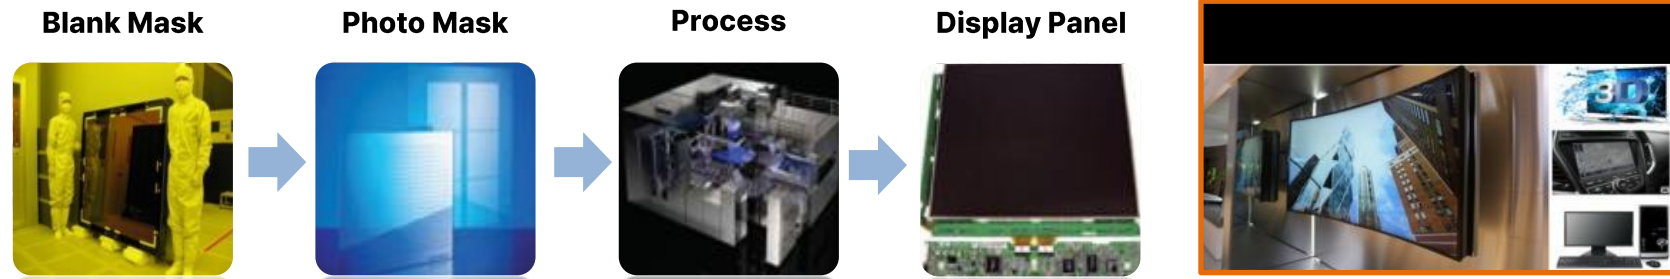 Blank Mask
Photo Mask
Process
Display Panel
3D